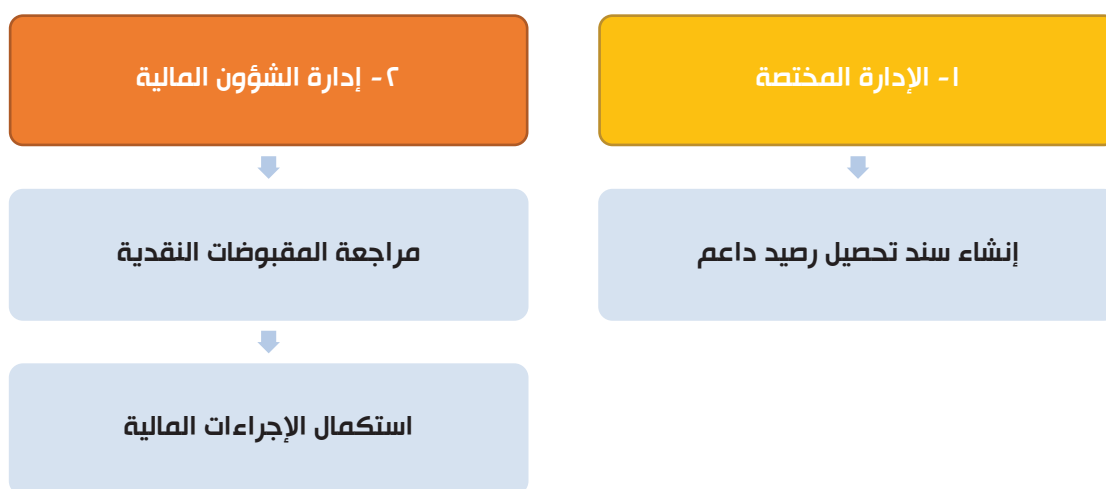 ١- الإدارة المختصة
إنشاء سند تحصيل رصيد داعم
٢- إدارة الشؤون المالية
مراجعة المقبوضات النقدية
استكمال الإجراءات المالية